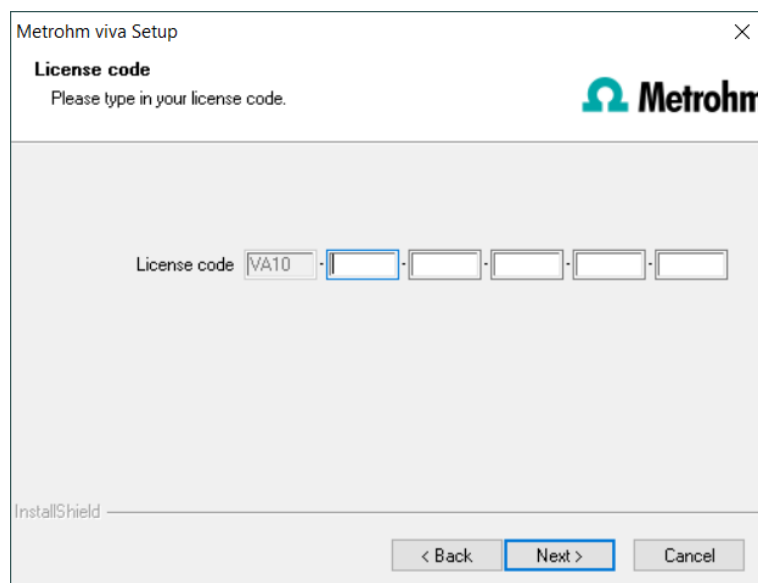 Metrohm viva Setup
License code
Please type in your license code.
Metrohm
License code VA10 - - - - -
InstallShield
< Back Next > Cancel